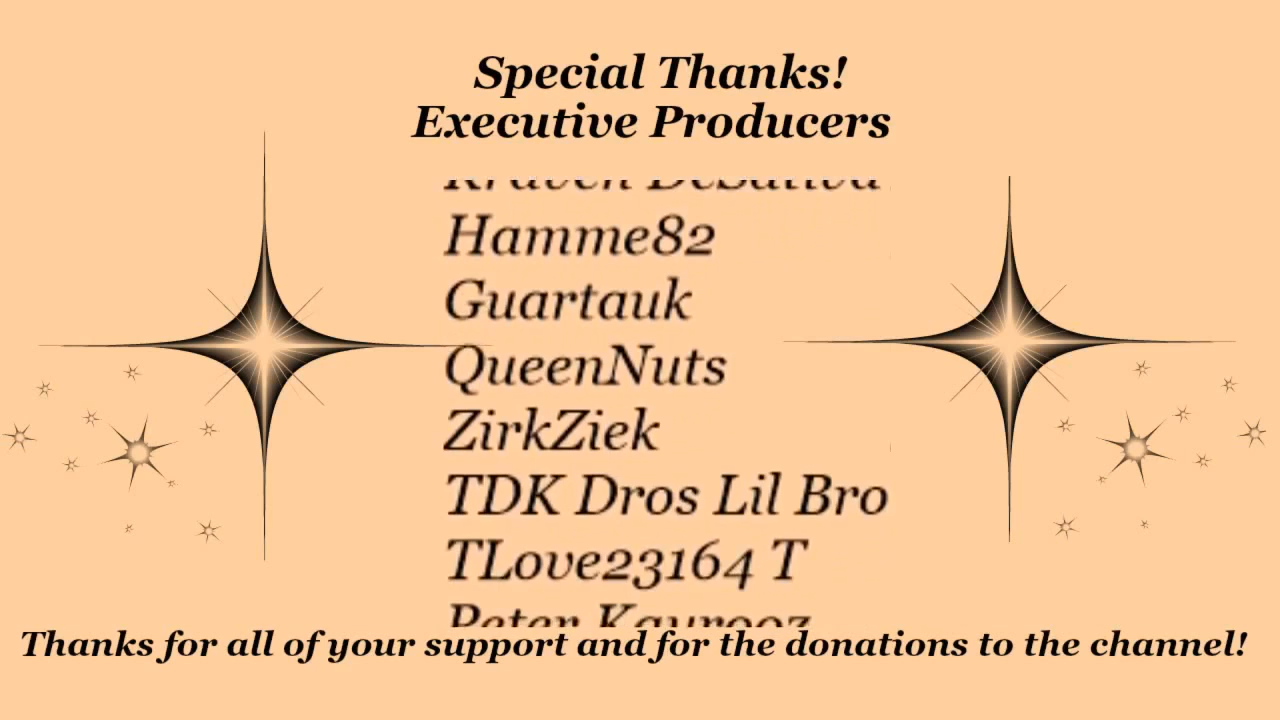 Special Thanks!
Executive Producers
Hamme82
Guartauk
QueenNuts
ZirkZiek
TDK Dros Lil Bro
TLove23164 T
Peter
Thanks for all of your support and for the donations to the channel!